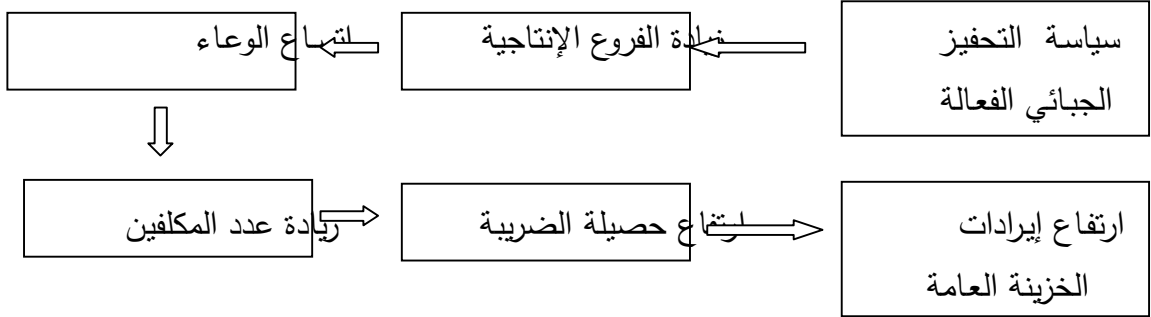 سياسة التحفيز
الجبائي الفعالة
زيادة الفروع الإنتاجية
اتساع الوعاء
زيادة عدد المكلفين
ارتفاع حصيلة الضريبة
ارتفاع إيرادات
الخزينة العامة